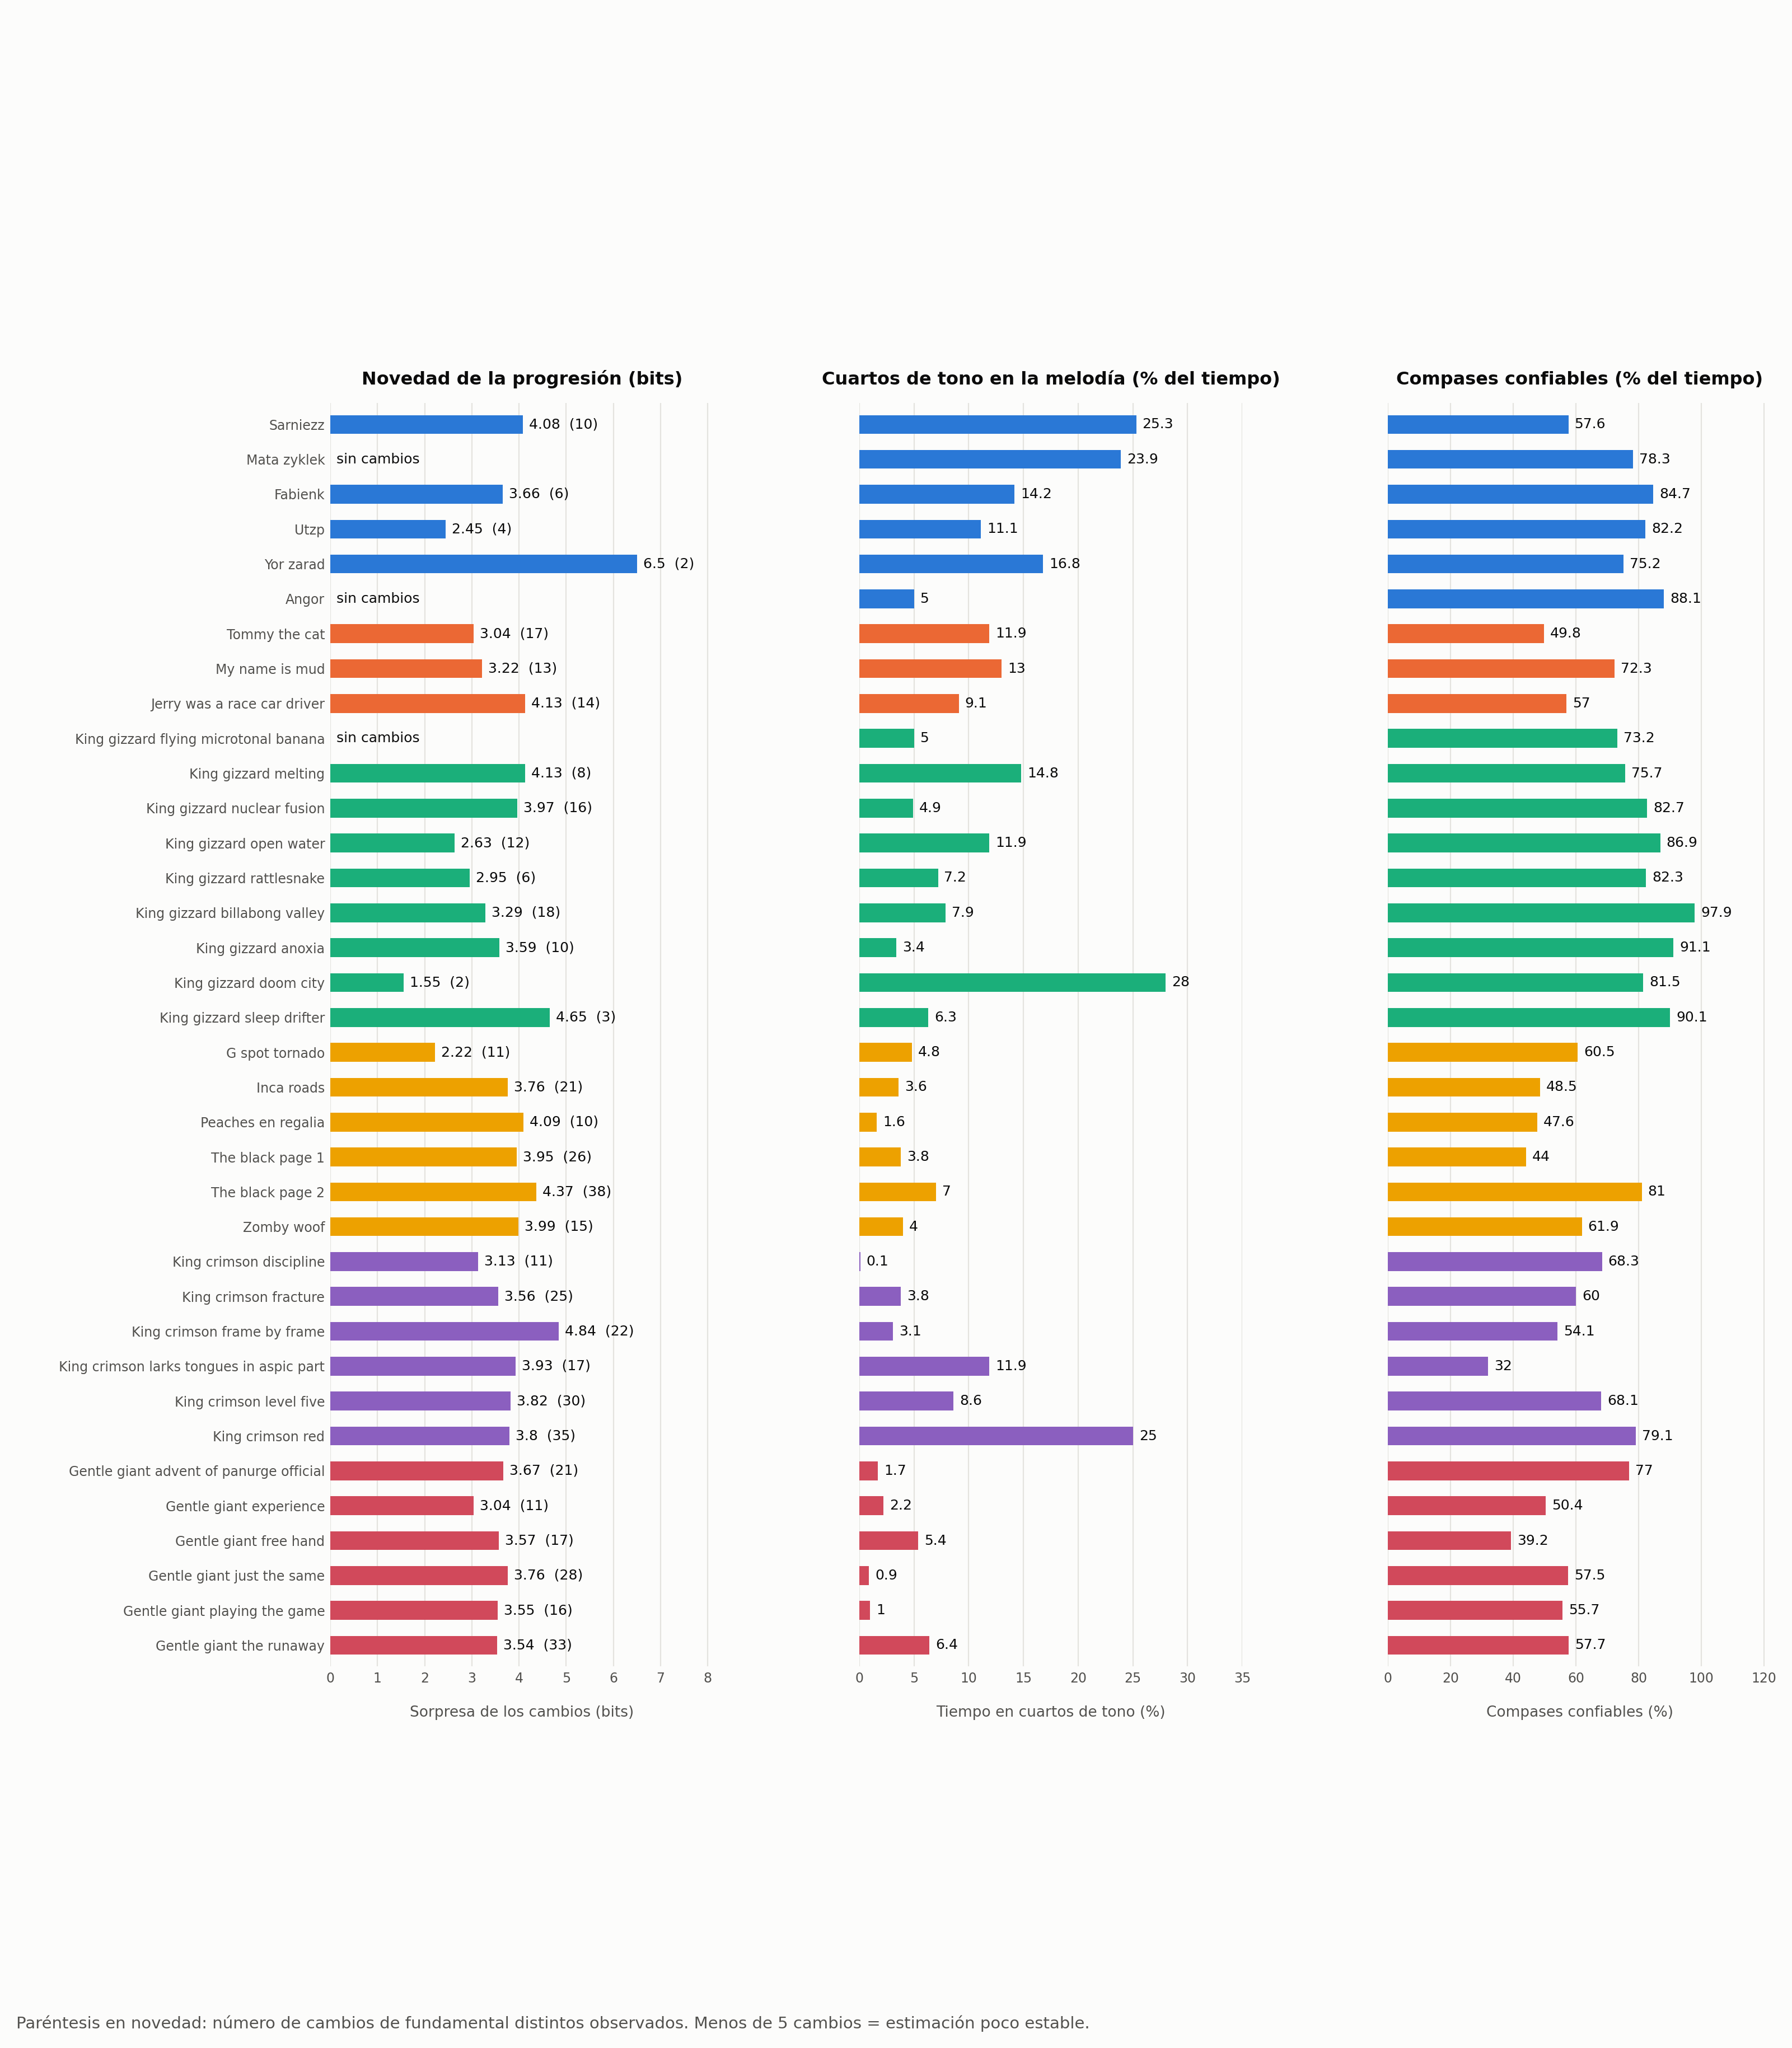 Novedad de la progresión (bits)
Cuartos de tono en la melodía (% del tiempo)
Compases confiables (% del tiempo)
Sarniezz 4.08 (10) 25.3 57.6
Mata zyklek sin cambios 23.9 78.3
Fabienk 3.66 (6) 14.2 84.7
Utzp 2.45 (4) 11.1 82.2
Yor zarad 6.5 (2) 16.8 75.2
Angor sin cambios 5 88.1
Tommy the cat 3.04 (17) 11.9 49.8
My name is mud 3.22 (13) 13 72.3
Jerry was a race car driver 4.13 (14) 9.1 57
King gizzard flying microtonal banana sin cambios 5 73.2
King gizzard melting 4.13 (8) 14.8 75.7
King gizzard nuclear fusion 3.97 (16) 4.9 82.7
King gizzard open water 2.63 (12) 11.9 86.9
King gizzard rattlesnake 2.95 (6) 7.2 82.3
King gizzard billabong valley 3.29 (18) 7.9 97.9
King gizzard anoxia 3.59 (10) 3.4 91.1
King gizzard doom city 1.55 (2) 28 81.5
King gizzard sleep drifter 4.65 (3) 6.3 90.1
G spot tornado 2.22 (11) 4.8 60.5
Inca roads 3.76 (21) 3.6 48.5
Peaches en regalia 4.09 (10) 1.6 47.6
The black page 1 3.95 (26) 3.8 44
The black page 2 4.37 (38) 7 81
Zomby woof 3.99 (15) 4 61.9
King crimson discipline 3.13 (11) 0.1 68.3
King crimson fracture 3.56 (25) 3.8 60
King crimson frame by frame 4.84 (22) 3.1 54.1
King crimson larks tongues in aspic part 3.93 (17) 11.9 32
King crimson level five 3.82 (30) 8.6 68.1
King crimson red 3.8 (35) 25 79.1
Gentle giant advent of panurge official 3.67 (21) 1.7 77
Gentle giant experience 3.04 (11) 2.2 50.4
Gentle giant free hand 3.57 (17) 5.4 39.2
Gentle giant just the same 3.76 (28) 0.9 57.5
Gentle giant playing the game 3.55 (16) 1 55.7
Gentle giant the runaway 3.54 (33) 6.4 57.7
0 1 2 3 4 5 6 7 8
0 5 10 15 20 25 30 35
0 20 40 60 80 100 120
Sorpresa de los cambios (bits)
Tiempo en cuartos de tono (%)
Compases confiables (%)
Paréntesis en novedad: número de cambios de fundamental distintos observados. Menos de 5 cambios = estimación poco estable.